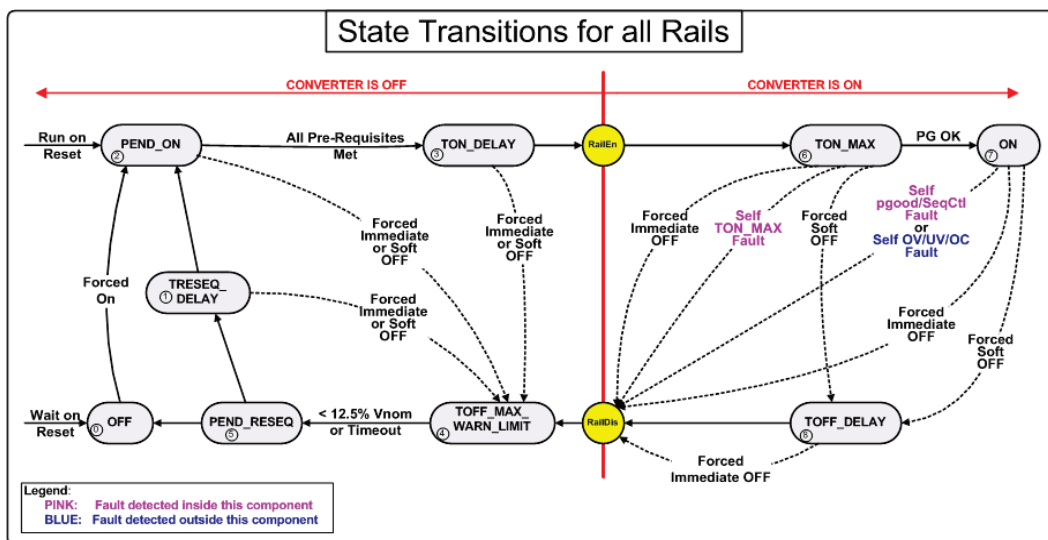 State Transitions for all Rails
CONVERTER IS OFF
CONVERTER IS ON
Run on
Reset
PEND_ON
2
All Pre-Requisites
Met
TON_DELAY
3
RailEn
TON_MAX
6
PG OK
ON
7
Forced
Immediate
or Soft
OFF
Forced
Immediate
or Soft
OFF
Forced
Immediate
OFF
Self
TON_MAX
Fault
Forced
Soft
OFF
Self
pgood/SeqCtl
Fault
or
Self OV/UV/OC
Fault
Forced
On
TRESEQ_
DELAY
1
Forced
Immediate
or Soft
OFF
Forced
Immediate
OFF
Forced
Soft
OFF
Wait on
Reset
OFF
0
PEND_RESEQ
5
< 12.5% Vnom
or Timeout
TOFF_MAX_
WARN_LIMIT
4
RailDis
TOFF_DELAY
8
Forced
Immediate OFF
Legend:
PINK: Fault detected inside this component
BLUE: Fault detected outside this component